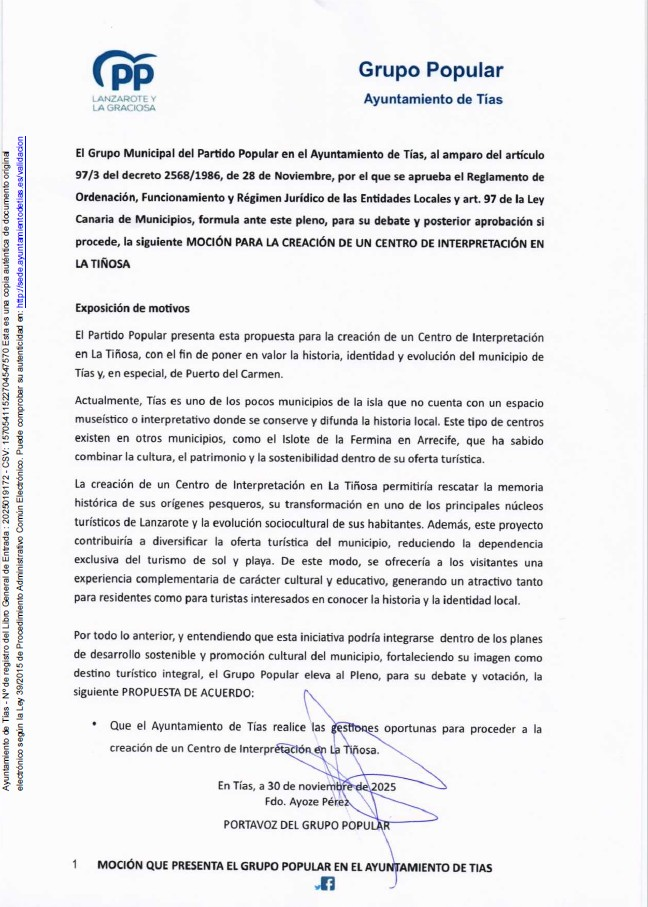 PP
LANZAROTE Y
LA GRACIOSA
Grupo Popular
Ayuntamiento de Tías
El Grupo Municipal del Partido Popular en el Ayuntamiento de Tías, al amparo del artículo
97/3 del decreto 2568/1986, de 28 de Noviembre, por el que se aprueba el Reglamento de
Ordenación, Funcionamiento y Régimen Jurídico de las Entidades Locales y art. 97 de la Ley
Canaria de Municipios, formula ante este pleno, para su debate y posterior aprobación si
procede, la siguiente MOCIÓN PARA LA CREACIÓN DE UN CENTRO DE INTERPRETACIÓN EN
LA TIÑOSA
Exposición de motivos
El Partido Popular presenta esta propuesta para la creación de un Centro de Interpretación
en La Tiñosa, con el fin de poner en valor la historia, identidad y evolución del municipio de
Tías y, en especial, de Puerto del Carmen.
Actualmente, Tías es uno de los pocos municipios de la isla que no cuenta con un espacio
museístico o interpretativo donde se conserve y difunda la historia local. Este tipo de centros
existen en otros municipios, como el Islote de la Fermina en Arrecife, que ha sabido
combinar la cultura, el patrimonio y la sostenibilidad dentro de su oferta turística.
La creación de un Centro de Interpretación en La Tiñosa permitiría rescatar la memoria
histórica de sus orígenes pesqueros, su transformación en uno de los principales núcleos
turísticos de Lanzarote y la evolución sociocultural de sus habitantes. Además, este proyecto
contribuiría a diversificar la oferta turística del municipio, reduciendo la dependencia
exclusiva del turismo de sol y playa. De este modo, se ofrecería a los visitantes una
experiencia complementaria de carácter cultural y educativo, generando un atractivo tanto
para residentes como para turistas interesados en conocer la historia y la identidad local.
Por todo lo anterior, y entendiendo que esta iniciativa podría integrarse dentro de los planes
de desarrollo sostenible y promoción cultural del municipio, fortaleciendo su imagen como
destino turístico integral, el Grupo Popular eleva al Pleno, para su debate y votación, la
siguiente PROPUESTA DE ACUERDO:
• Que el Ayuntamiento de Tías realice las gestiones oportunas para proceder a la
creación de un Centro de Interpretación en La Tiñosa.
En Tías, a 30 de noviembre de 2025
Fdo. Ayoze Pérez
PORTAVOZ DEL GRUPO POPULAR
1 MOCIÓN QUE PRESENTA EL GRUPO POPULAR EN EL AYUNTAMIENTO DE TIAS
Ayuntamiento de Tías - Nº de registro del Libro General de Entrada : 2025019172 - CSV: 15705411522704547570 Esta es una copia auténtica de documento original
electrónico según la Ley 39/2015 de Procedimiento Administrativo Común Electrónico. Puede comprobar su autenticidad en: http://sede.ayuntamientodetias.es/validacion